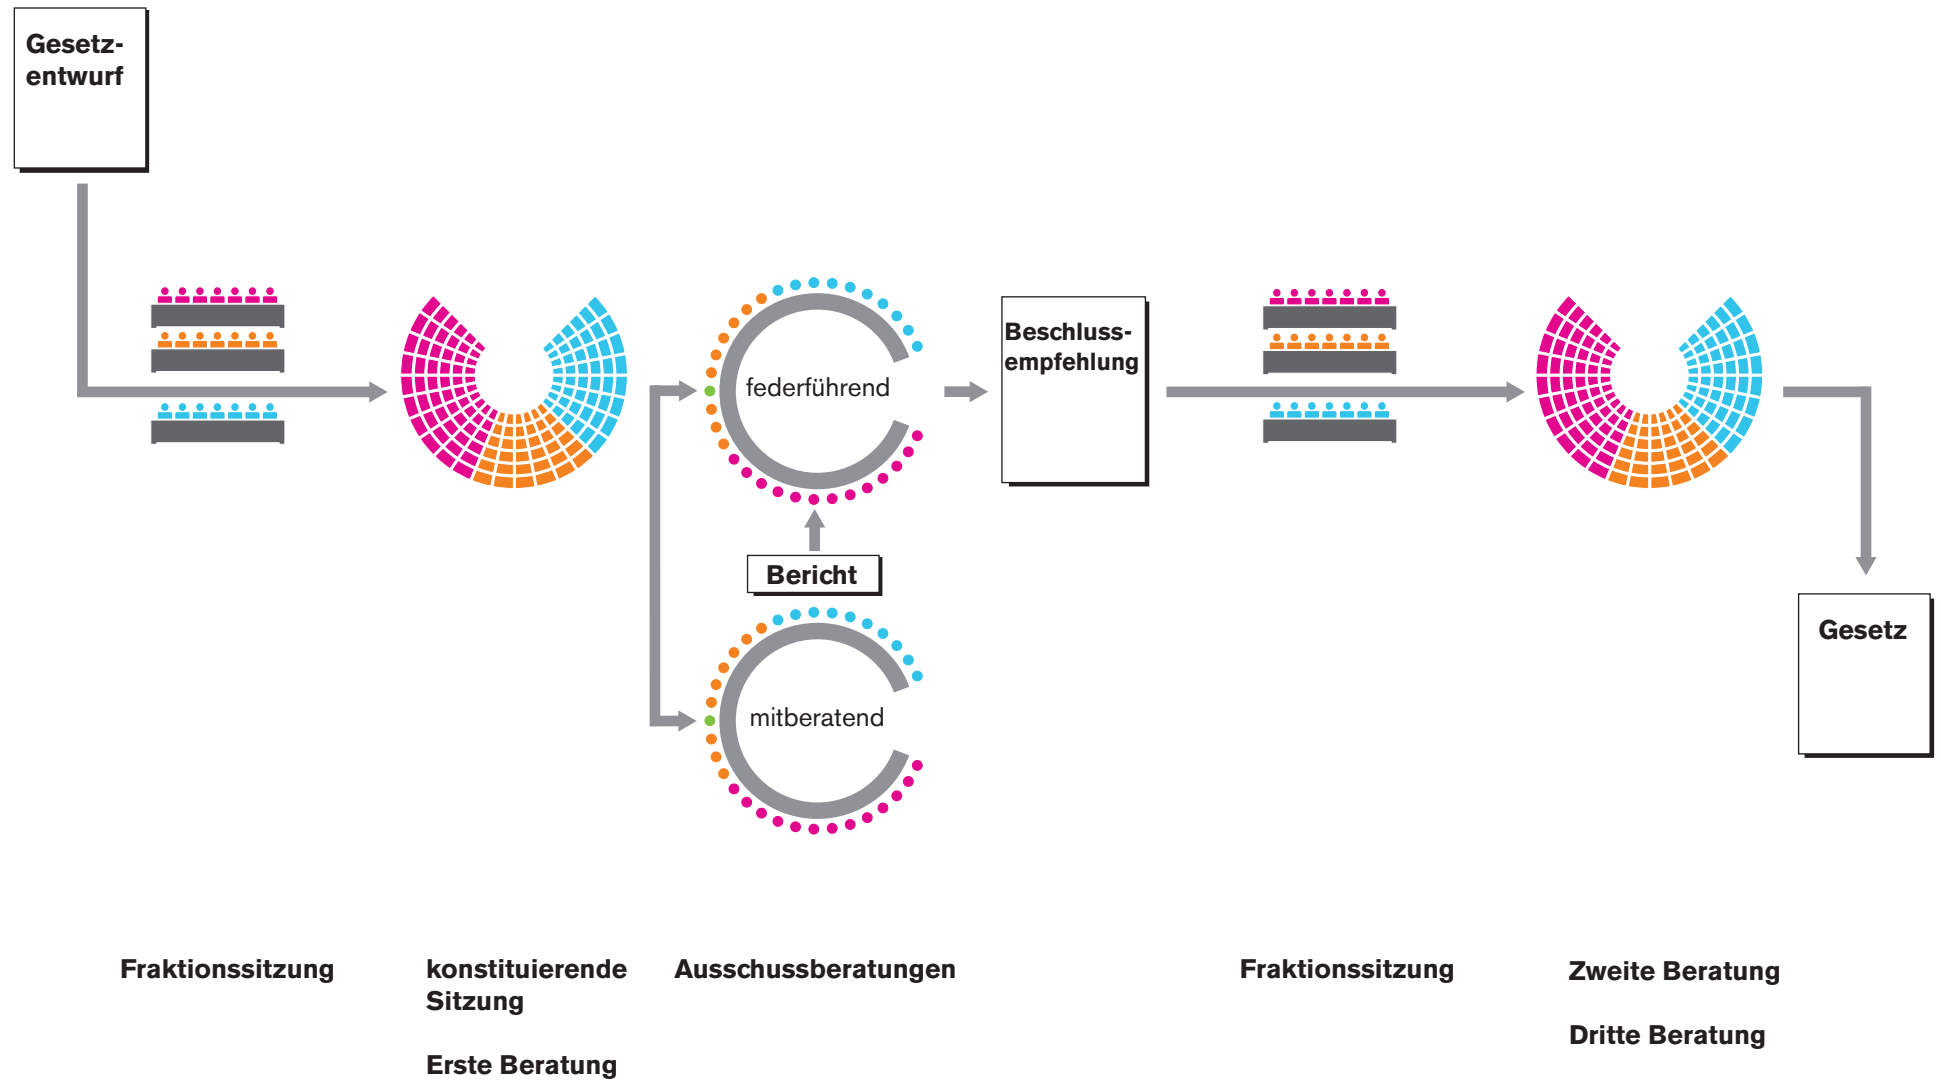 Gesetz-
entwurf
federführend
Beschluss-
empfehlung
Bericht
mitberatend
Gesetz
Fraktionssitzung
konstituierende
Sitzung
Erste Beratung
Ausschussberatungen
Fraktionssitzung
Zweite Beratung
Dritte Beratung